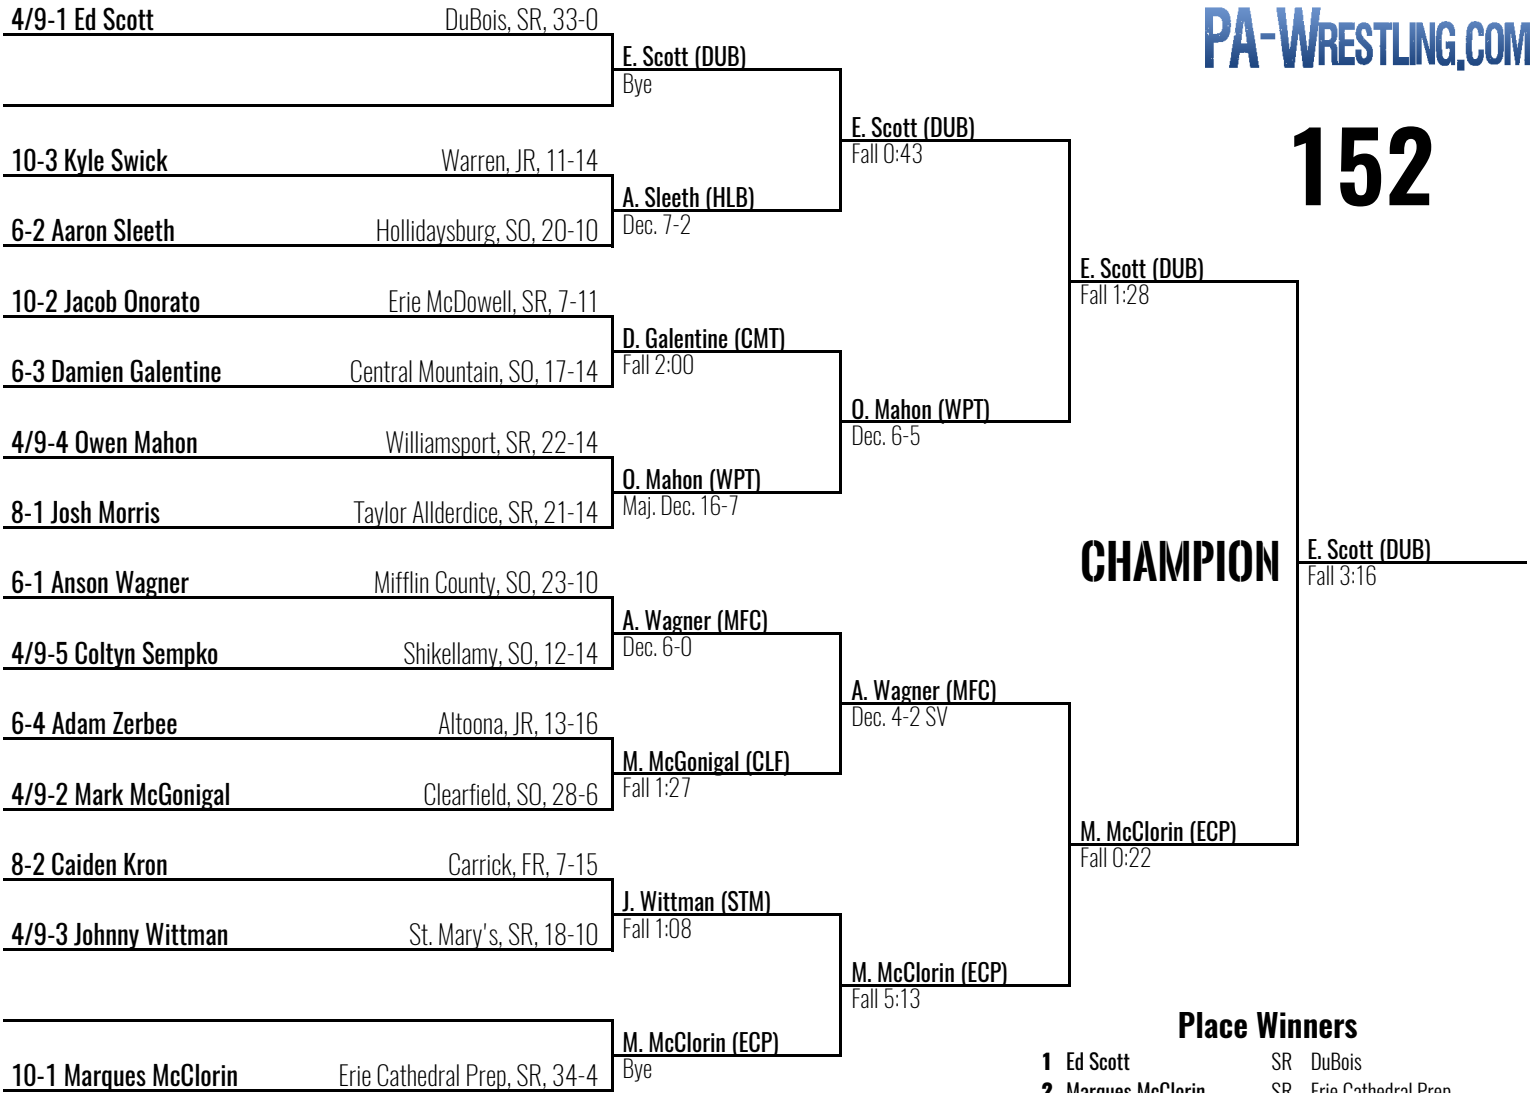 PA-WRESTLING.COM
152
4/9-1 Ed Scott DuBois, SR, 33-0
E. Scott (DUB)
Bye
10-3 Kyle Swick Warren, JR, 11-14
6-2 Aaron Sleeth Hollidaysburg, SO, 20-10
A. Sleeth (HLB)
Dec. 7-2
E. Scott (DUB)
Fall 0:43
10-2 Jacob Onorato Erie McDowell, SR, 7-11
6-3 Damien Galentine Central Mountain, SO, 17-14
D. Galentine (CMT)
Fall 2:00
4/9-4 Owen Mahon Williamsport, SR, 22-14
8-1 Josh Morris Taylor Allderdice, SR, 21-14
O. Mahon (WPT)
Maj. Dec. 16-7
O. Mahon (WPT)
Dec. 6-5
E. Scott (DUB)
Fall 1:28
6-1 Anson Wagner Mifflin County, SO, 23-10
4/9-5 Coltyn Sempko Shikellamy, SO, 12-14
A. Wagner (MFC)
Dec. 6-0
6-4 Adam Zerbee Altoona, JR, 13-16
4/9-2 Mark McGonigal Clearfield, SO, 28-6
M. McGonigal (CLF)
Fall 1:27
A. Wagner (MFC)
Dec. 4-2 SV
8-2 Caiden Kron Carrick, FR, 7-15
4/9-3 Johnny Wittman St. Mary's, SR, 18-10
J. Wittman (STM)
Fall 1:08
10-1 Marques McClorin Erie Cathedral Prep, SR, 34-4
M. McClorin (ECP)
Bye
M. McClorin (ECP)
Fall 5:13
M. McClorin (ECP)
Fall 0:22
CHAMPION
E. Scott (DUB)
Fall 3:16
Place Winners
1 Ed Scott SR DuBois
2 Marques McClorin SR Erie Cathedral Prep